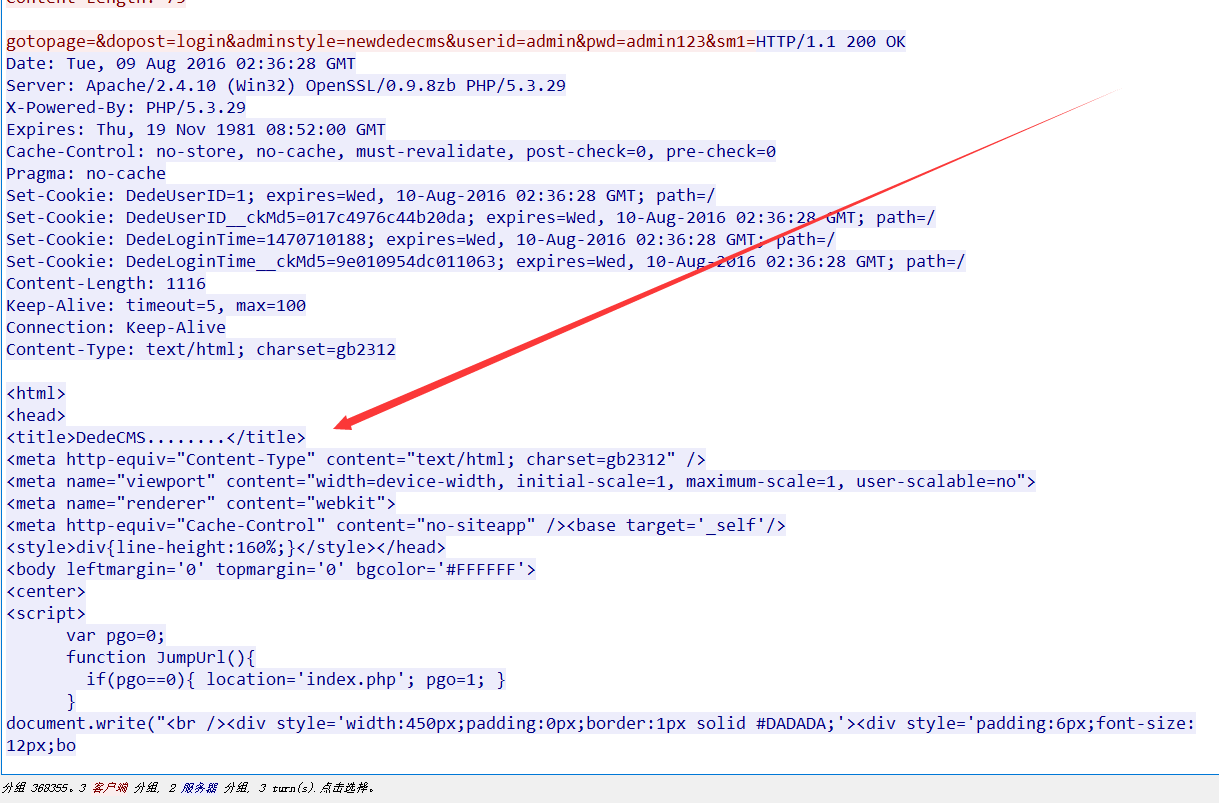 Content-Length: 75
gotopage=&dopost=login&adminstyle=newdedecms&userid=admin&pwd=admin123&sm1=HTTP/1.1 200 OK
Date: Tue, 09 Aug 2016 02:36:28 GMT
Server: Apache/2.4.10 (Win32) OpenSSL/0.9.8zb PHP/5.3.29
X-Powered-By: PHP/5.3.29
Expires: Thu, 19 Nov 1981 08:52:00 GMT
Cache-Control: no-store, no-cache, must-revalidate, post-check=0, pre-check=0
Pragma: no-cache
Set-Cookie: DedeUserID=1; expires=Wed, 10-Aug-2016 02:36:28 GMT; path=/
Set-Cookie: DedeUserID__ckMd5=017c4976c44b20da; expires=Wed, 10-Aug-2016 02:36:28 GMT; path=/
Set-Cookie: DedeLoginTime=1470710188; expires=Wed, 10-Aug-2016 02:36:28 GMT; path=/
Set-Cookie: DedeLoginTime__ckMd5=9e010954dc011063; expires=Wed, 10-Aug-2016 02:36:28 GMT; path=/
Content-Length: 1116
Keep-Alive: timeout=5, max=100
Connection: Keep-Alive
Content-Type: text/html; charset=gb2312
<html>
<head>
<title>DedeCMS........</title>
<meta http-equiv="Content-Type" content="text/html; charset=gb2312" />
<meta name="viewport" content="width=device-width, initial-scale=1, maximum-scale=1, user-scalable=no">
<meta name="renderer" content="webkit">
<meta http-equiv="Cache-Control" content="no-siteapp" /><base target='_self'/>
<style>div{line-height:160%;}</style></head>
<body leftmargin='0' topmargin='0' bgcolor='#FFFFFF'>
<center>
<script>
var pgo=0;
function JumpUrl(){
if(pgo==0){ location='index.php'; pgo=1; }
}
document.write("<br /><div style='width:450px;padding:0px;border:1px solid #DADADA;'><div style='padding:6px;font-size:
12px;bo
分组 368355。3 客户端 分组, 2 服务器 分组, 3 turn(s).点击选择。